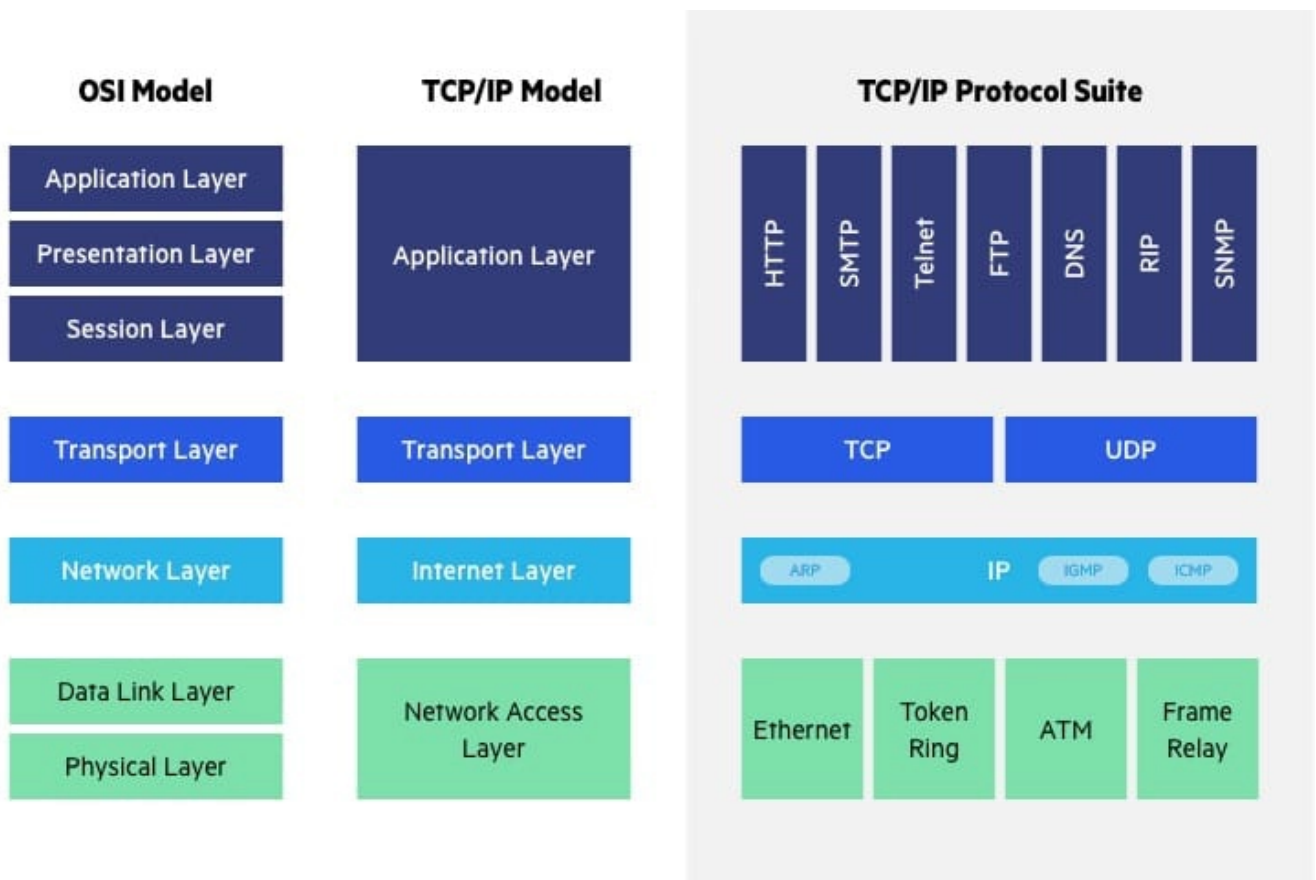 OSI Model
TCP/IP Model
TCP/IP Protocol Suite
Application Layer
Presentation Layer
Session Layer
Application Layer
HTTP
SMTP
Telnet
FTP
DNS
RIP
SNMP
Transport Layer
Transport Layer
TCP
UDP
Network Layer
Internet Layer
ARP
IP
IGMP
ICMP
Data Link Layer
Physical Layer
Network Access
Layer
Ethernet
Token
Ring
ATM
Frame
Relay